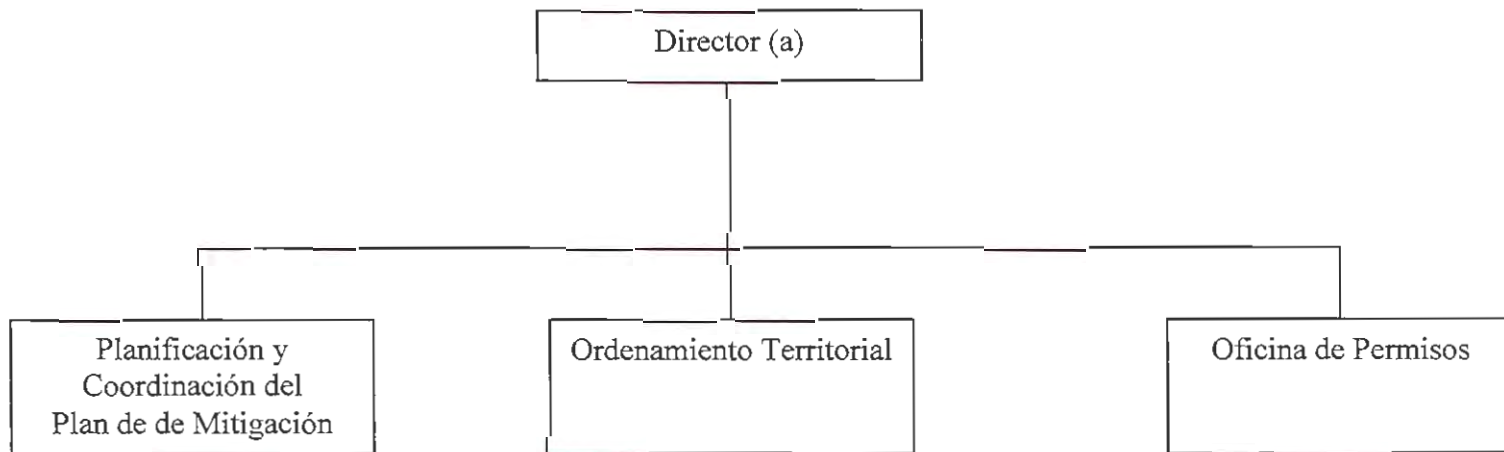 Director (a)
Planificación y
Coordinación del
Plan de de Mitigación
Ordenamiento Territorial
Oficina de Permisos